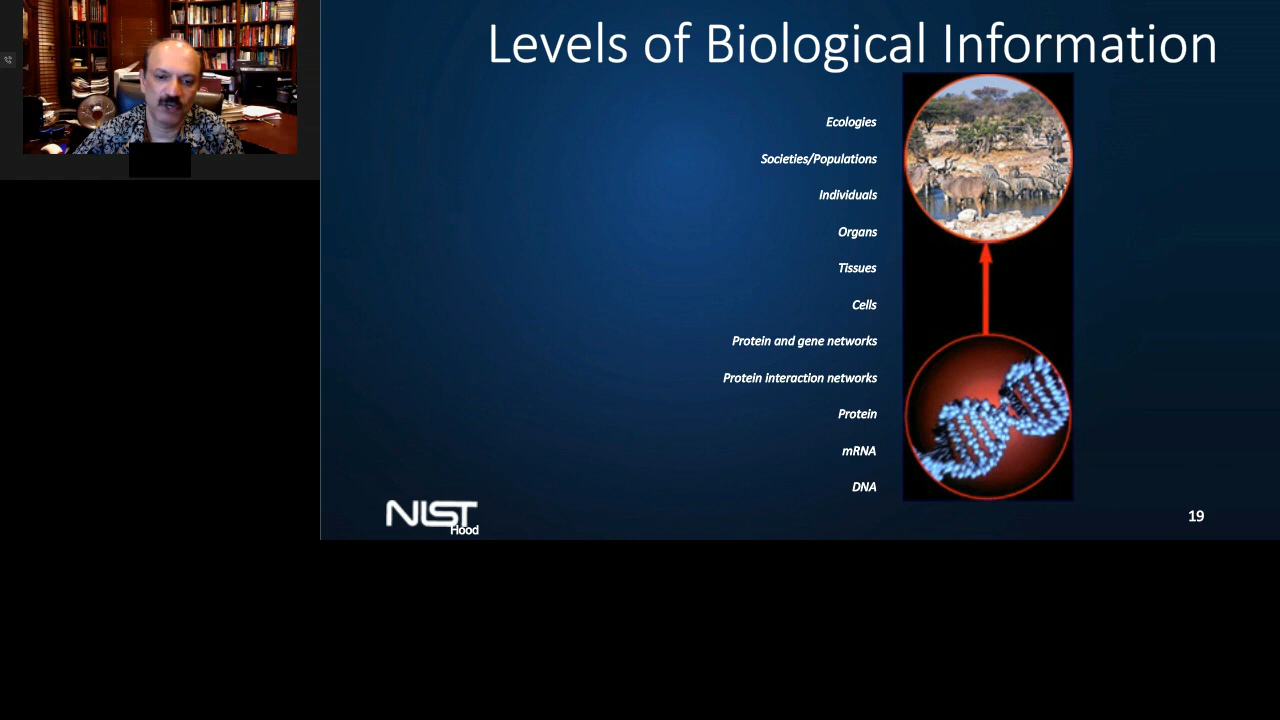 Levels of Biological Information
Ecologies
Societies/Populations
Individuals
Organs
Tissues
Cells
Protein and gene networks
Protein interaction networks
Protein
mRNA
DNA
NIST
Hood
19